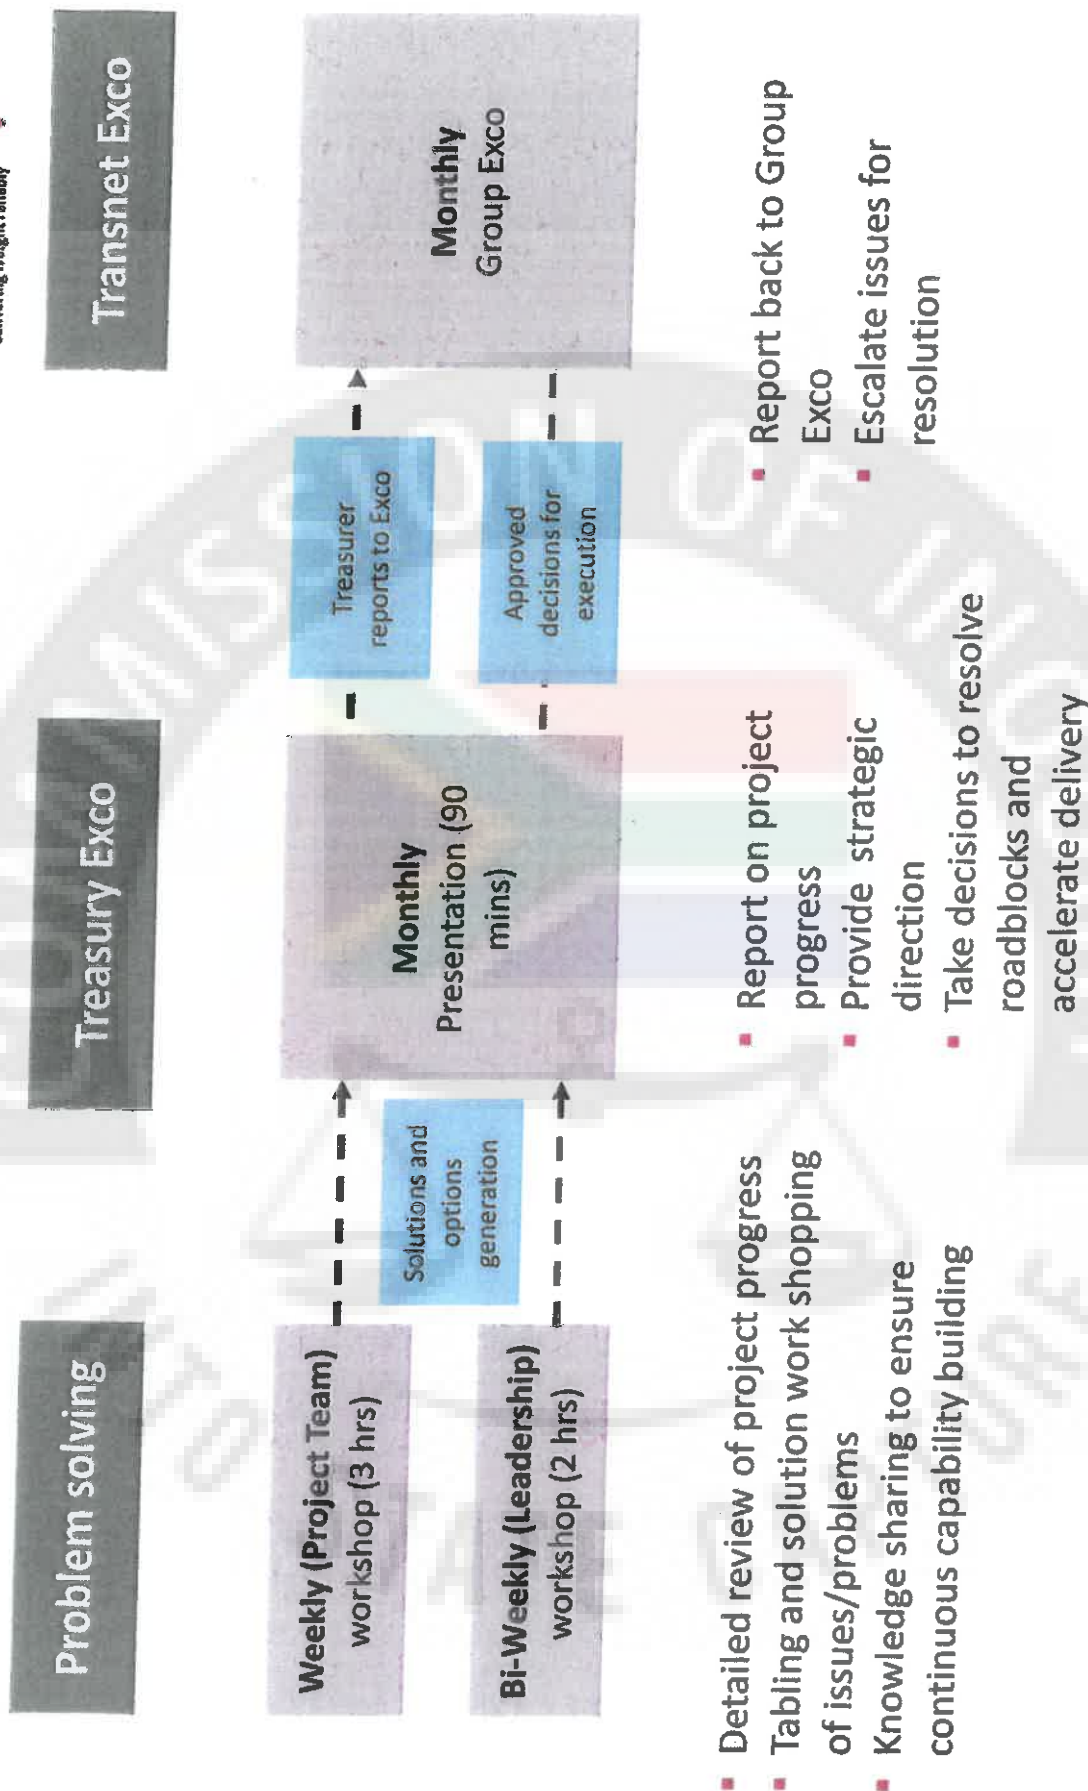 delivering freight reliably
Problem solving
Treasury Exco
Transnet Exco
Weekly (Project Team)
workshop (3 hrs)
Bi-Weekly (Leadership)
workshop (2 hrs)
Solutions and
options
generation
Monthly
Presentation (90
mins)
Treasurer
reports to Exco
Approved
decisions for
execution
Monthly
Group Exco
Detailed review of project progress
Tabling and solution work shopping
of issues/problems
Knowledge sharing to ensure
continuous capability building
Report on project
progress
Provide strategic
direction
Take decisions to resolve
roadblocks and
accelerate delivery
Report back to Group
Exco
Escalate issues for
resolution